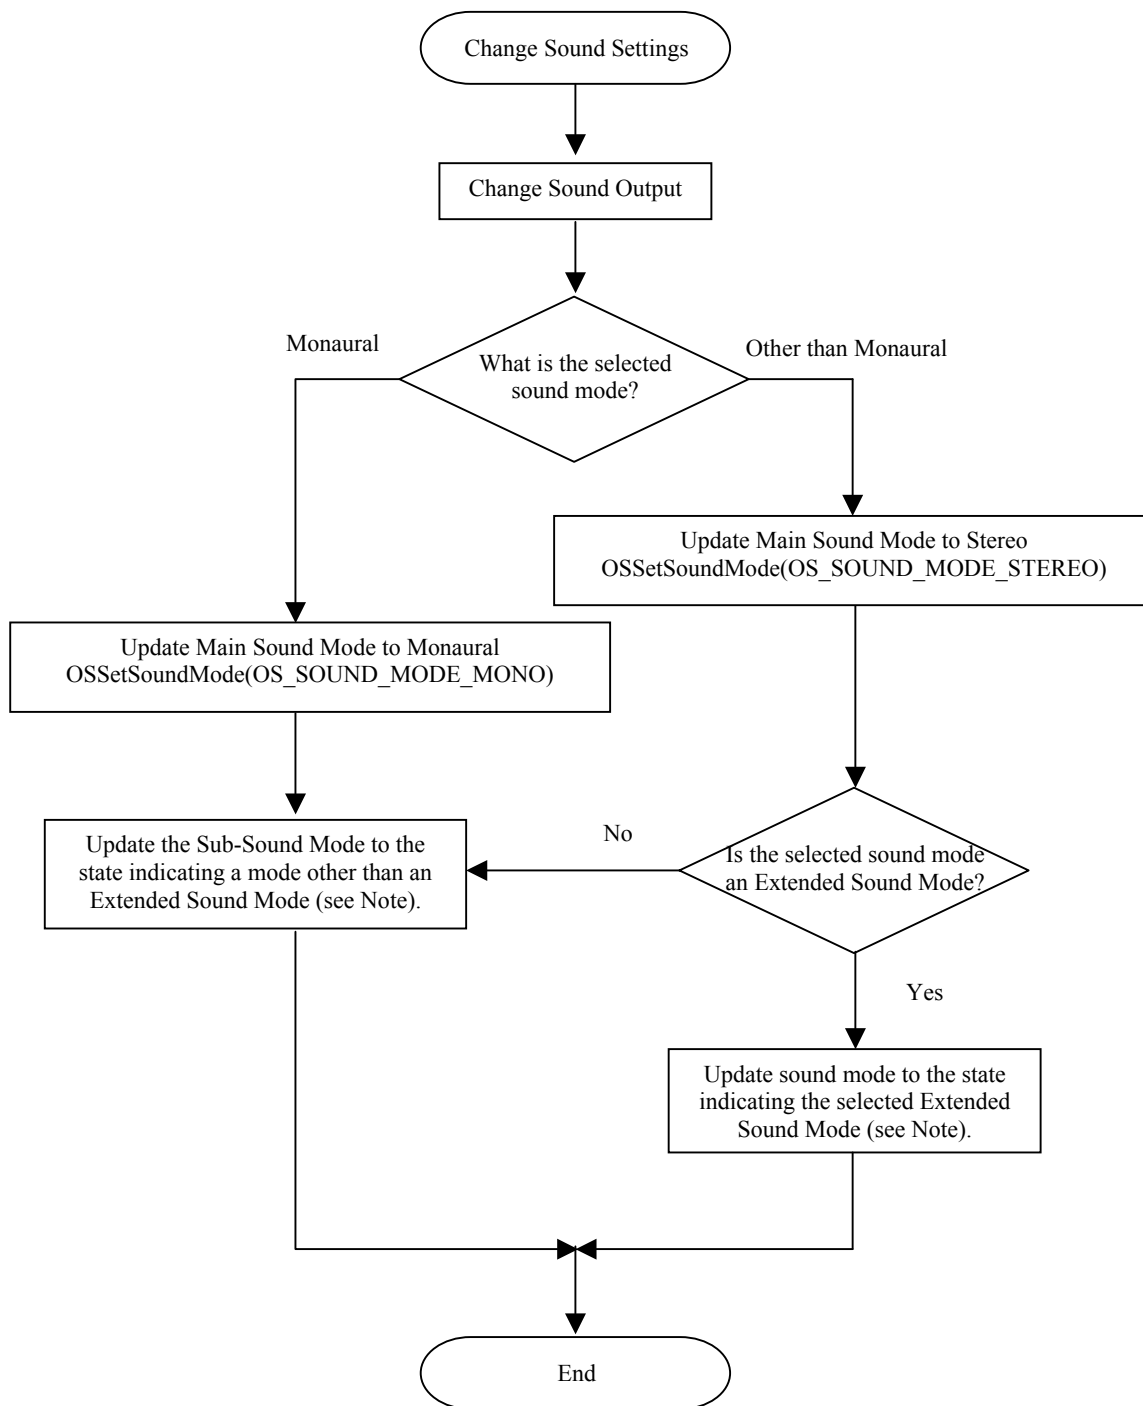 Change Sound Settings
Change Sound Output
Monaural
Other than Monaural
What is the selected
sound mode?
Update Main Sound Mode to Stereo
OSSetSoundMode(OS_SOUND_MODE_STEREO)
Update Main Sound Mode to Monaural
OSSetSoundMode(OS_SOUND_MODE_MONO)
No
Update the Sub-Sound Mode to the
state indicating a mode other than an
Extended Sound Mode (see Note).
Is the selected sound mode
an Extended Sound Mode?
Yes
Update sound mode to the state
indicating the selected Extended
Sound Mode (see Note).
End